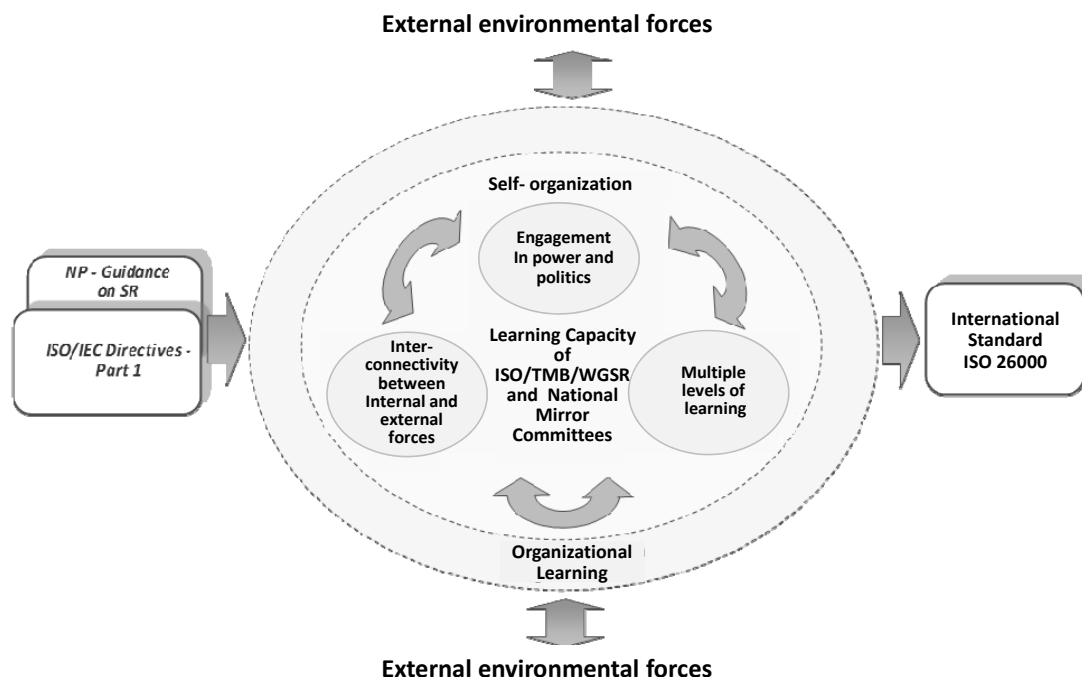 External environmental forces
Self- organization
Engagement
In power and
politics
NP - Guidance
on SR
ISO/IEC Directives -
Part 1
Inter-
connectivity
between
Internal and
external
forces
Learning Capacity
of
ISO/TMB/WGSR
and National
Mirror
Committees
Multiple
levels of
learning
International
Standard
ISO 26000
Organizational
Learning
External environmental forces